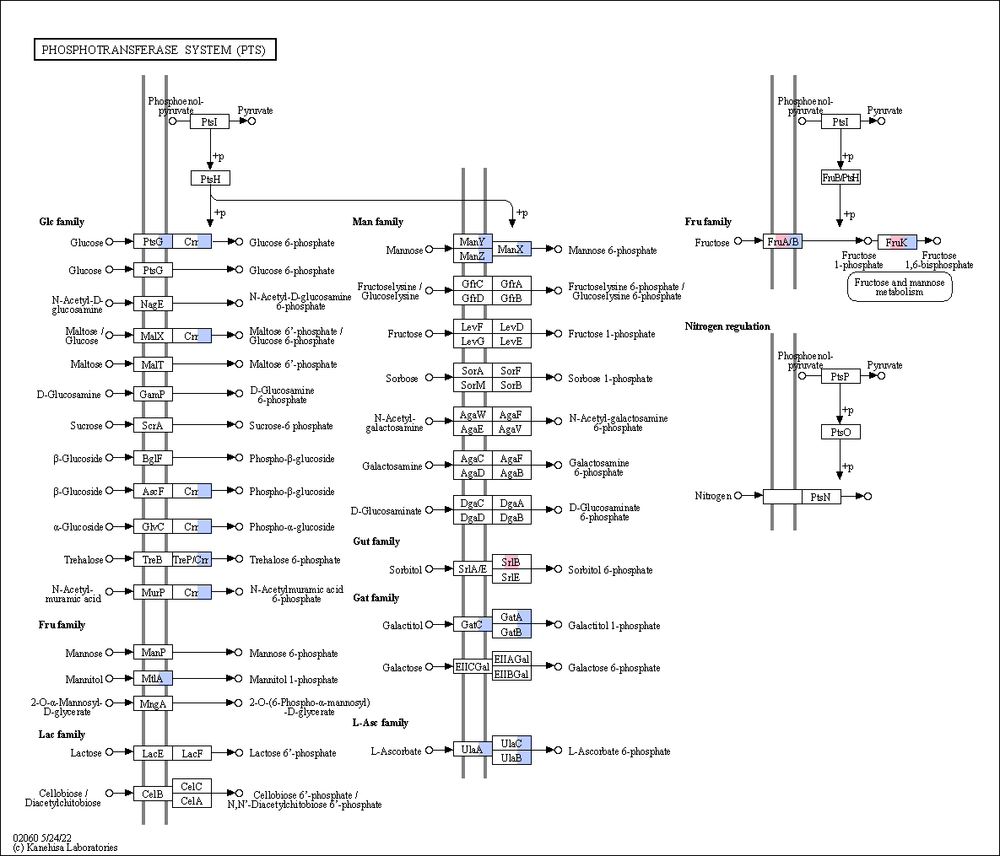 PHOSPHOTRANSFERASE SYSTEM (PTS)
Phosphoenol-
pyruvate
Pyruvate
PtsI
+p
PtsH
+p
Glc family
Glucose
PtsG
Crr
Glucose 6-phosphate
Glucose
PtsG
Glucose 6-phosphate
N-Acetyl-D-
glucosamine
NagE
N-Acetyl-D-glucosamine
6-phosphate
Maltose /
Glucose
MalX
Crr
Maltose 6'-phosphate /
Glucose 6-phosphate
Maltose
MalT
Maltose 6'-phosphate
D-Glucosamine
GamP
D-Glucosamine
6-phosphate
Sucrose
ScrA
Sucrose-6 phosphate
β-Glucoside
BglF
Phospho-β-glucoside
β-Glucoside
AscF
Crr
Phospho-β-glucoside
α-Glucoside
GlvC
Crr
Phospho-α-glucoside
Trehalose
TreB
TreP/Crr
Trehalose 6-phosphate
N-Acetyl-
muramic acid
MurP
Crr
N-Acetylmuramic acid
6-phosphate
Fru family
Mannose
ManP
Mannose 6-phosphate
Mannitol
MtlA
Mannitol 1-phosphate
2-O-α-Mannosyl-
D-glycerate
MngA
2-O-(6-Phospho-α-mannosyl)
-D-glycerate
Lac family
Lactose
LacE
LacF
Lactose 6'-phosphate
Cellobiose /
Diacetylchitobiose
CelB
CelC
CelA
Cellobiose 6'-phosphate /
N,N'-Diacetylchitobiose 6'-phosphate
+p
Man family
Mannose
ManY
ManZ
ManX
Mannose 6-phosphate
Fructoselysine /
Glucoselysine
GfrC
GfrA
GfrD
GfrB
Fructoselysine 6-phosphate /
Glucoselysine 6-phosphate
Fructose
LevF
LevD
LevG
LevE
Fructose 1-phosphate
Sorbose
SorA
SorF
SorM
SorB
Sorbose 1-phosphate
N-Acetyl-
galactosamine
AgaW
AgaF
AgaE
AgaV
N-Acetyl-galactosamine
6-phosphate
Galactosamine
AgaC
AgaF
AgaD
AgaB
Galactosamine
6-phosphate
D-Glucosaminate
DgaC
DgaA
DgaD
DgaB
D-Glucosaminate
6-phosphate
Gut family
Sorbitol
SrlA/E
SrlB
SrlE
Sorbitol 6-phosphate
Gat family
Galactitol
GatC
GatA
GatB
Galactitol 1-phosphate
Galactose
EIICGal
EIIAGal
EIIBGal
Galactose 6-phosphate
L-Asc family
L-Ascorbate
UlaA
UlaC
UlaB
L-Ascorbate 6-phosphate
Phosphoenol-
pyruvate
Pyruvate
PtsI
+p
FruB/PtsH
+p
Fru family
Fructose
FruA/B
FruK
Fructose
1-phosphate
Fructose
1,6-bisphosphate
Fructose and mannose
metabolism
Nitrogen regulation
Phosphoenol-
pyruvate
Pyruvate
PtsP
+p
PtsO
+p
Nitrogen
PtsN
02060 5/24/22
(c) Kanehisa Laboratories